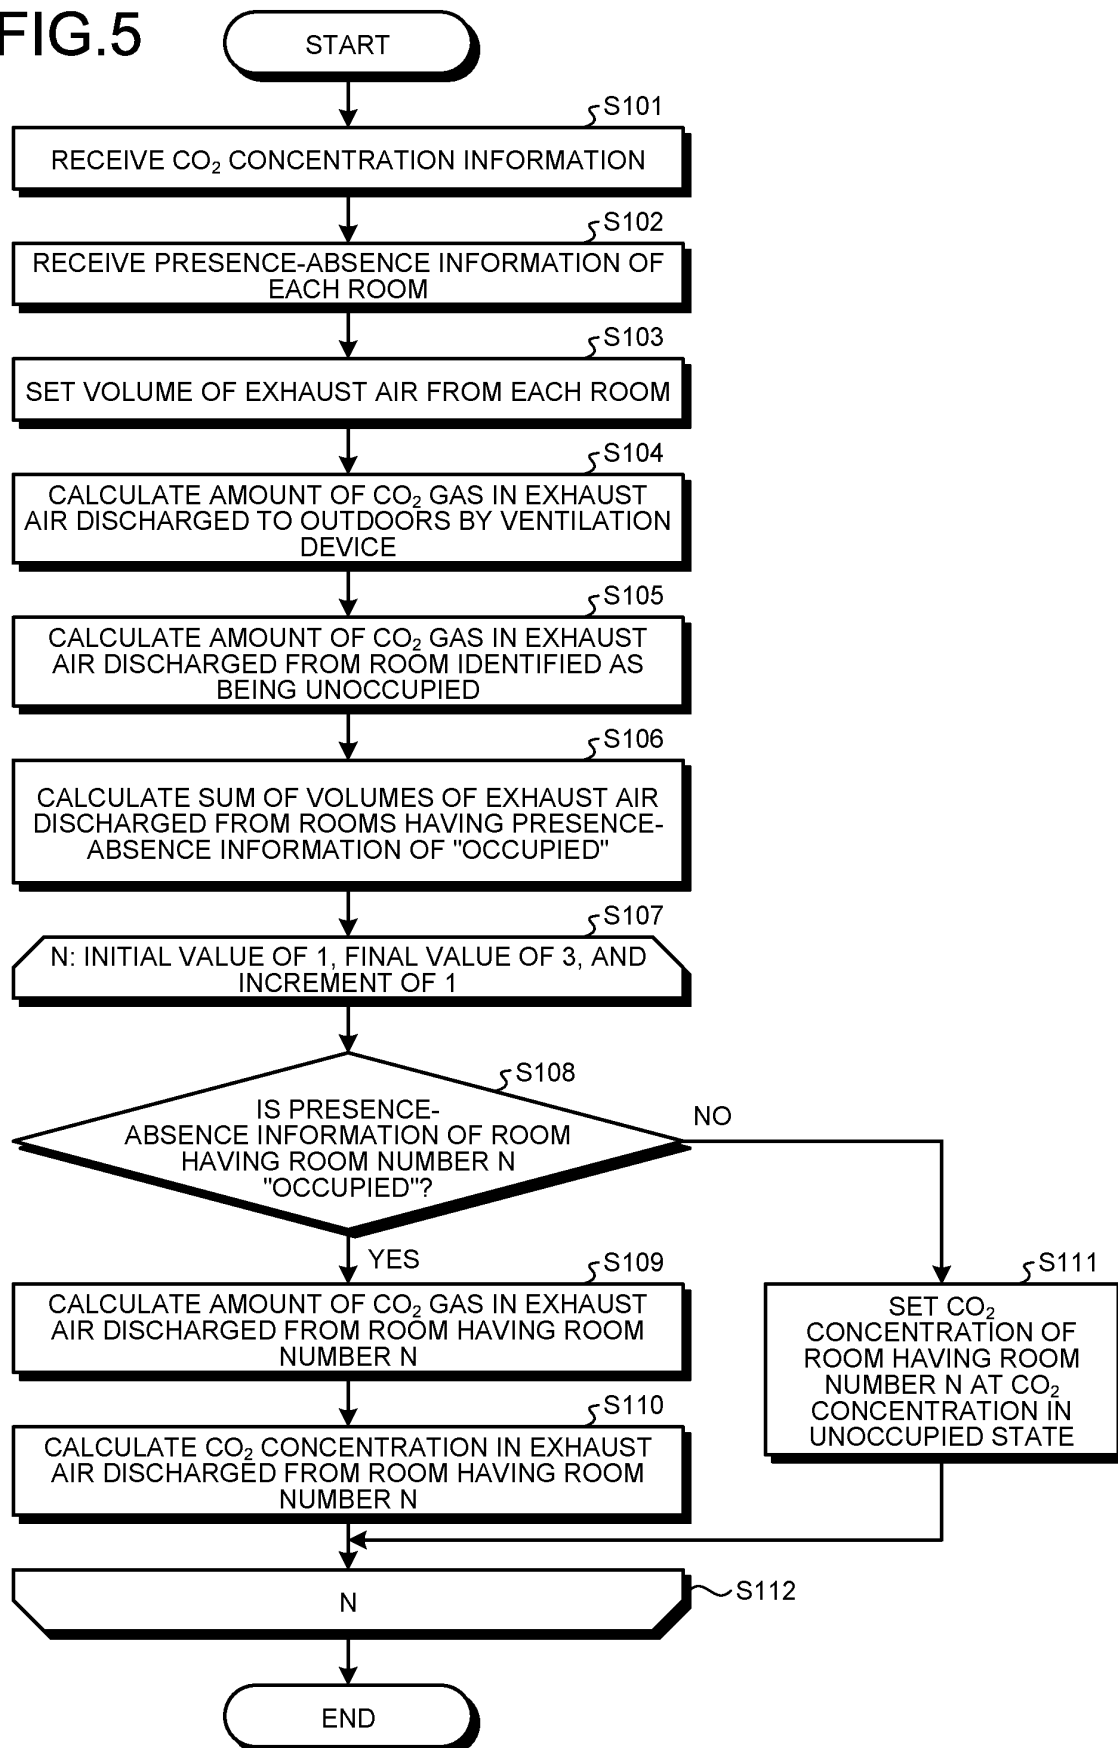 FIG.5
START
S101
RECEIVE CO₂ CONCENTRATION INFORMATION
S102
RECEIVE PRESENCE-ABSENCE INFORMATION OF
EACH ROOM
S103
SET VOLUME OF EXHAUST AIR FROM EACH ROOM
S104
CALCULATE AMOUNT OF CO₂ GAS IN EXHAUST
AIR DISCHARGED TO OUTDOORS BY VENTILATION
DEVICE
S105
CALCULATE AMOUNT OF CO₂ GAS IN EXHAUST
AIR DISCHARGED FROM ROOM IDENTIFIED AS
BEING UNOCCUPIED
S106
CALCULATE SUM OF VOLUMES OF EXHAUST AIR
DISCHARGED FROM ROOMS HAVING PRESENCE-
ABSENCE INFORMATION OF "OCCUPIED"
S107
N: INITIAL VALUE OF 1, FINAL VALUE OF 3, AND
INCREMENT OF 1
S108
IS PRESENCE-
ABSENCE INFORMATION OF ROOM
HAVING ROOM NUMBER N
"OCCUPIED"?
NO
YES
S109
CALCULATE AMOUNT OF CO₂ GAS IN EXHAUST
AIR DISCHARGED FROM ROOM HAVING ROOM
NUMBER N
S110
CALCULATE CO₂ CONCENTRATION IN EXHAUST
AIR DISCHARGED FROM ROOM HAVING ROOM
NUMBER N
S111
SET CO₂
CONCENTRATION OF
ROOM HAVING ROOM
NUMBER N AT CO₂
CONCENTRATION IN
UNOCCUPIED STATE
N
S112
END